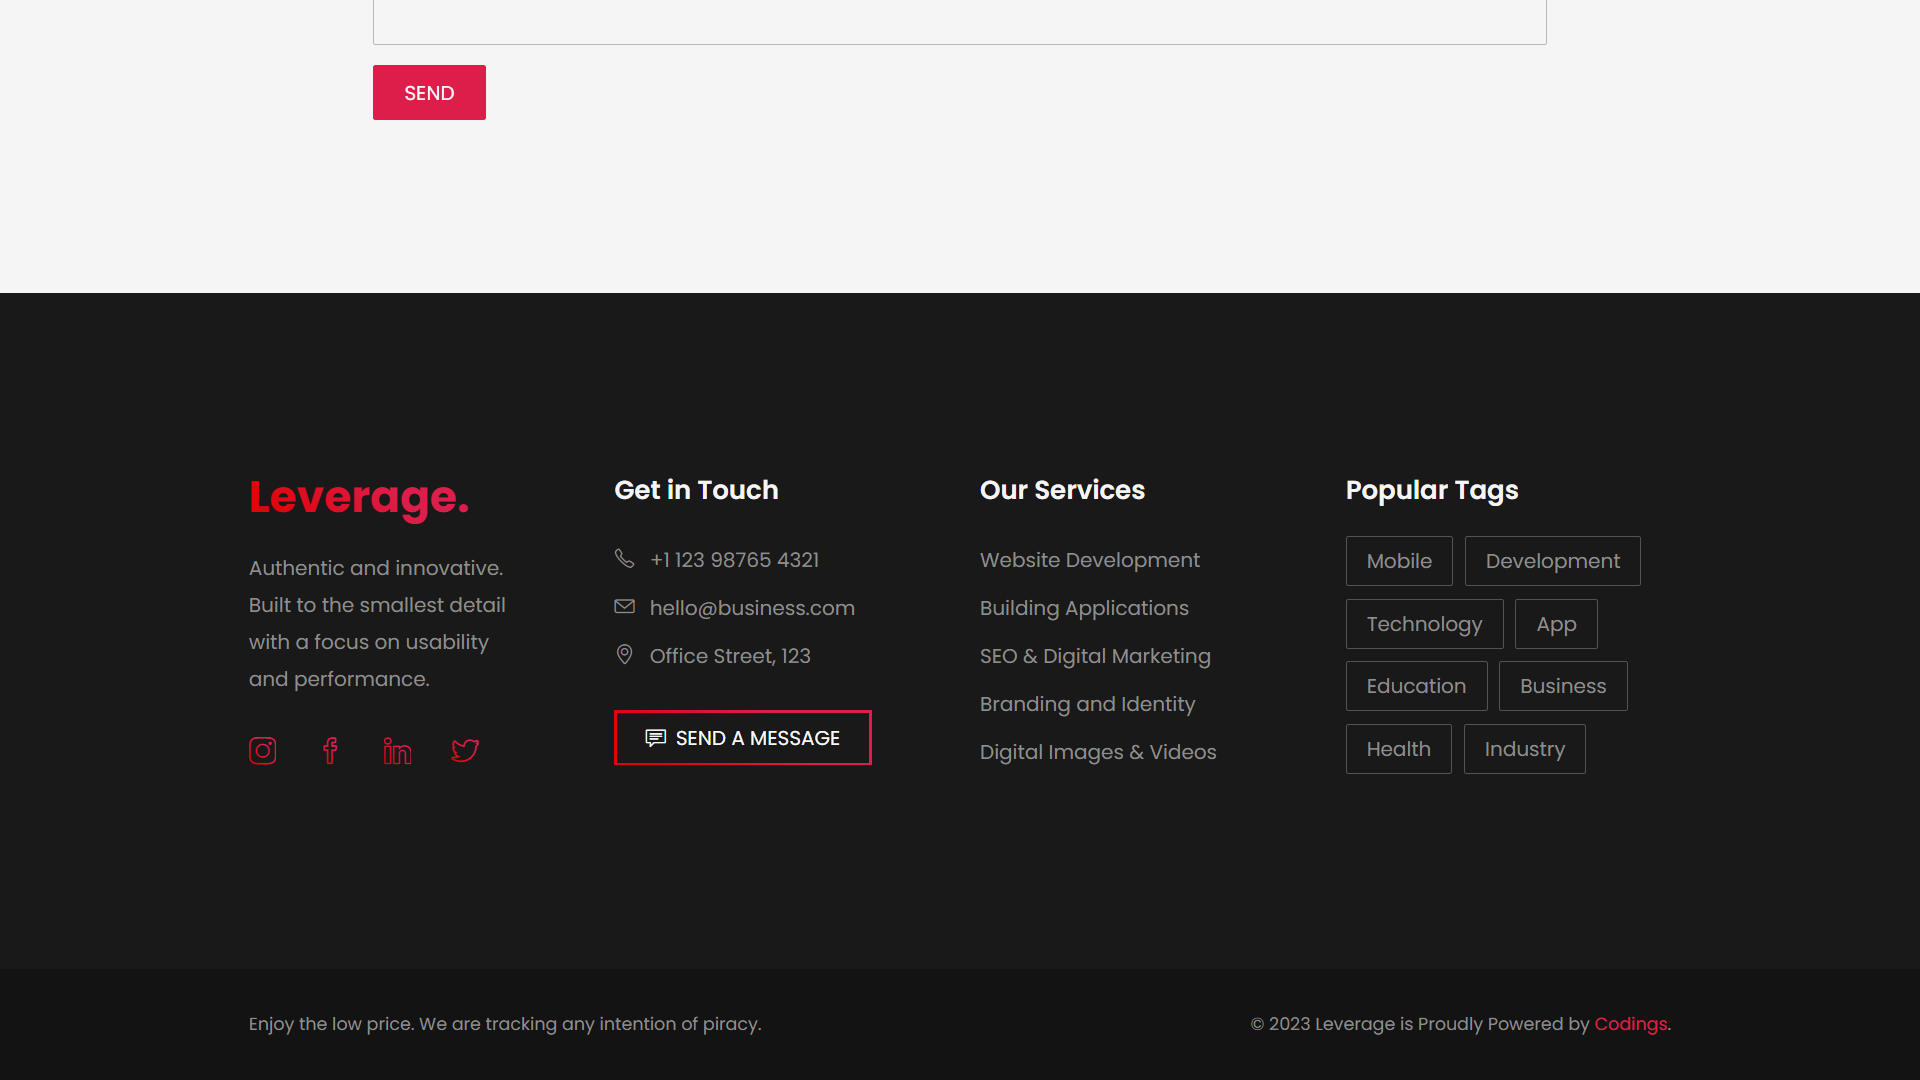 SEND
Leverage.
Authentic and innovative.
Built to the smallest detail
with a focus on usability
and performance.
Get in Touch
+1 123 98765 4321
hello@business.com
Office Street, 123
SEND A MESSAGE
Our Services
Website Development
Building Applications
SEO & Digital Marketing
Branding and Identity
Digital Images & Videos
Popular Tags
Mobile
Development
Technology
App
Education
Business
Health
Industry
Enjoy the low price. We are tracking any intention of piracy.
© 2023 Leverage is Proudly Powered by Codings.